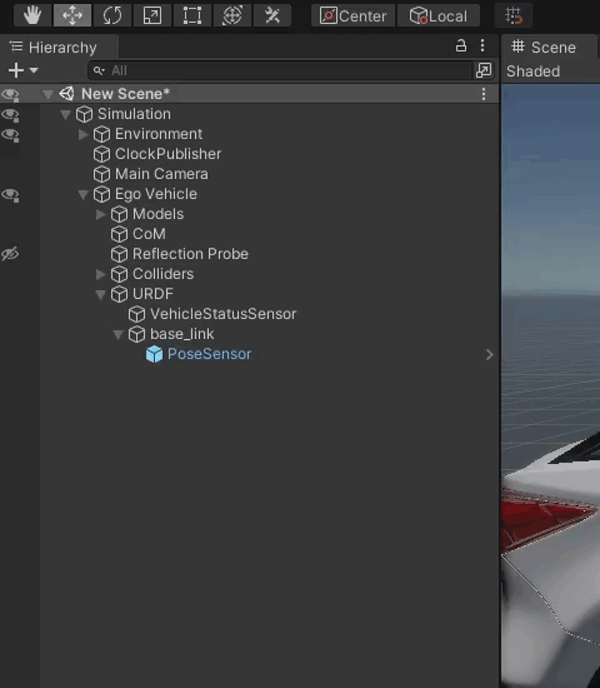 Center Local
Hierarchy
Scene
All
Shaded
New Scene*
Simulation
Environment
ClockPublisher
Main Camera
Ego Vehicle
Models
CoM
Reflection Probe
Colliders
URDF
VehicleStatusSensor
base_link
PoseSensor